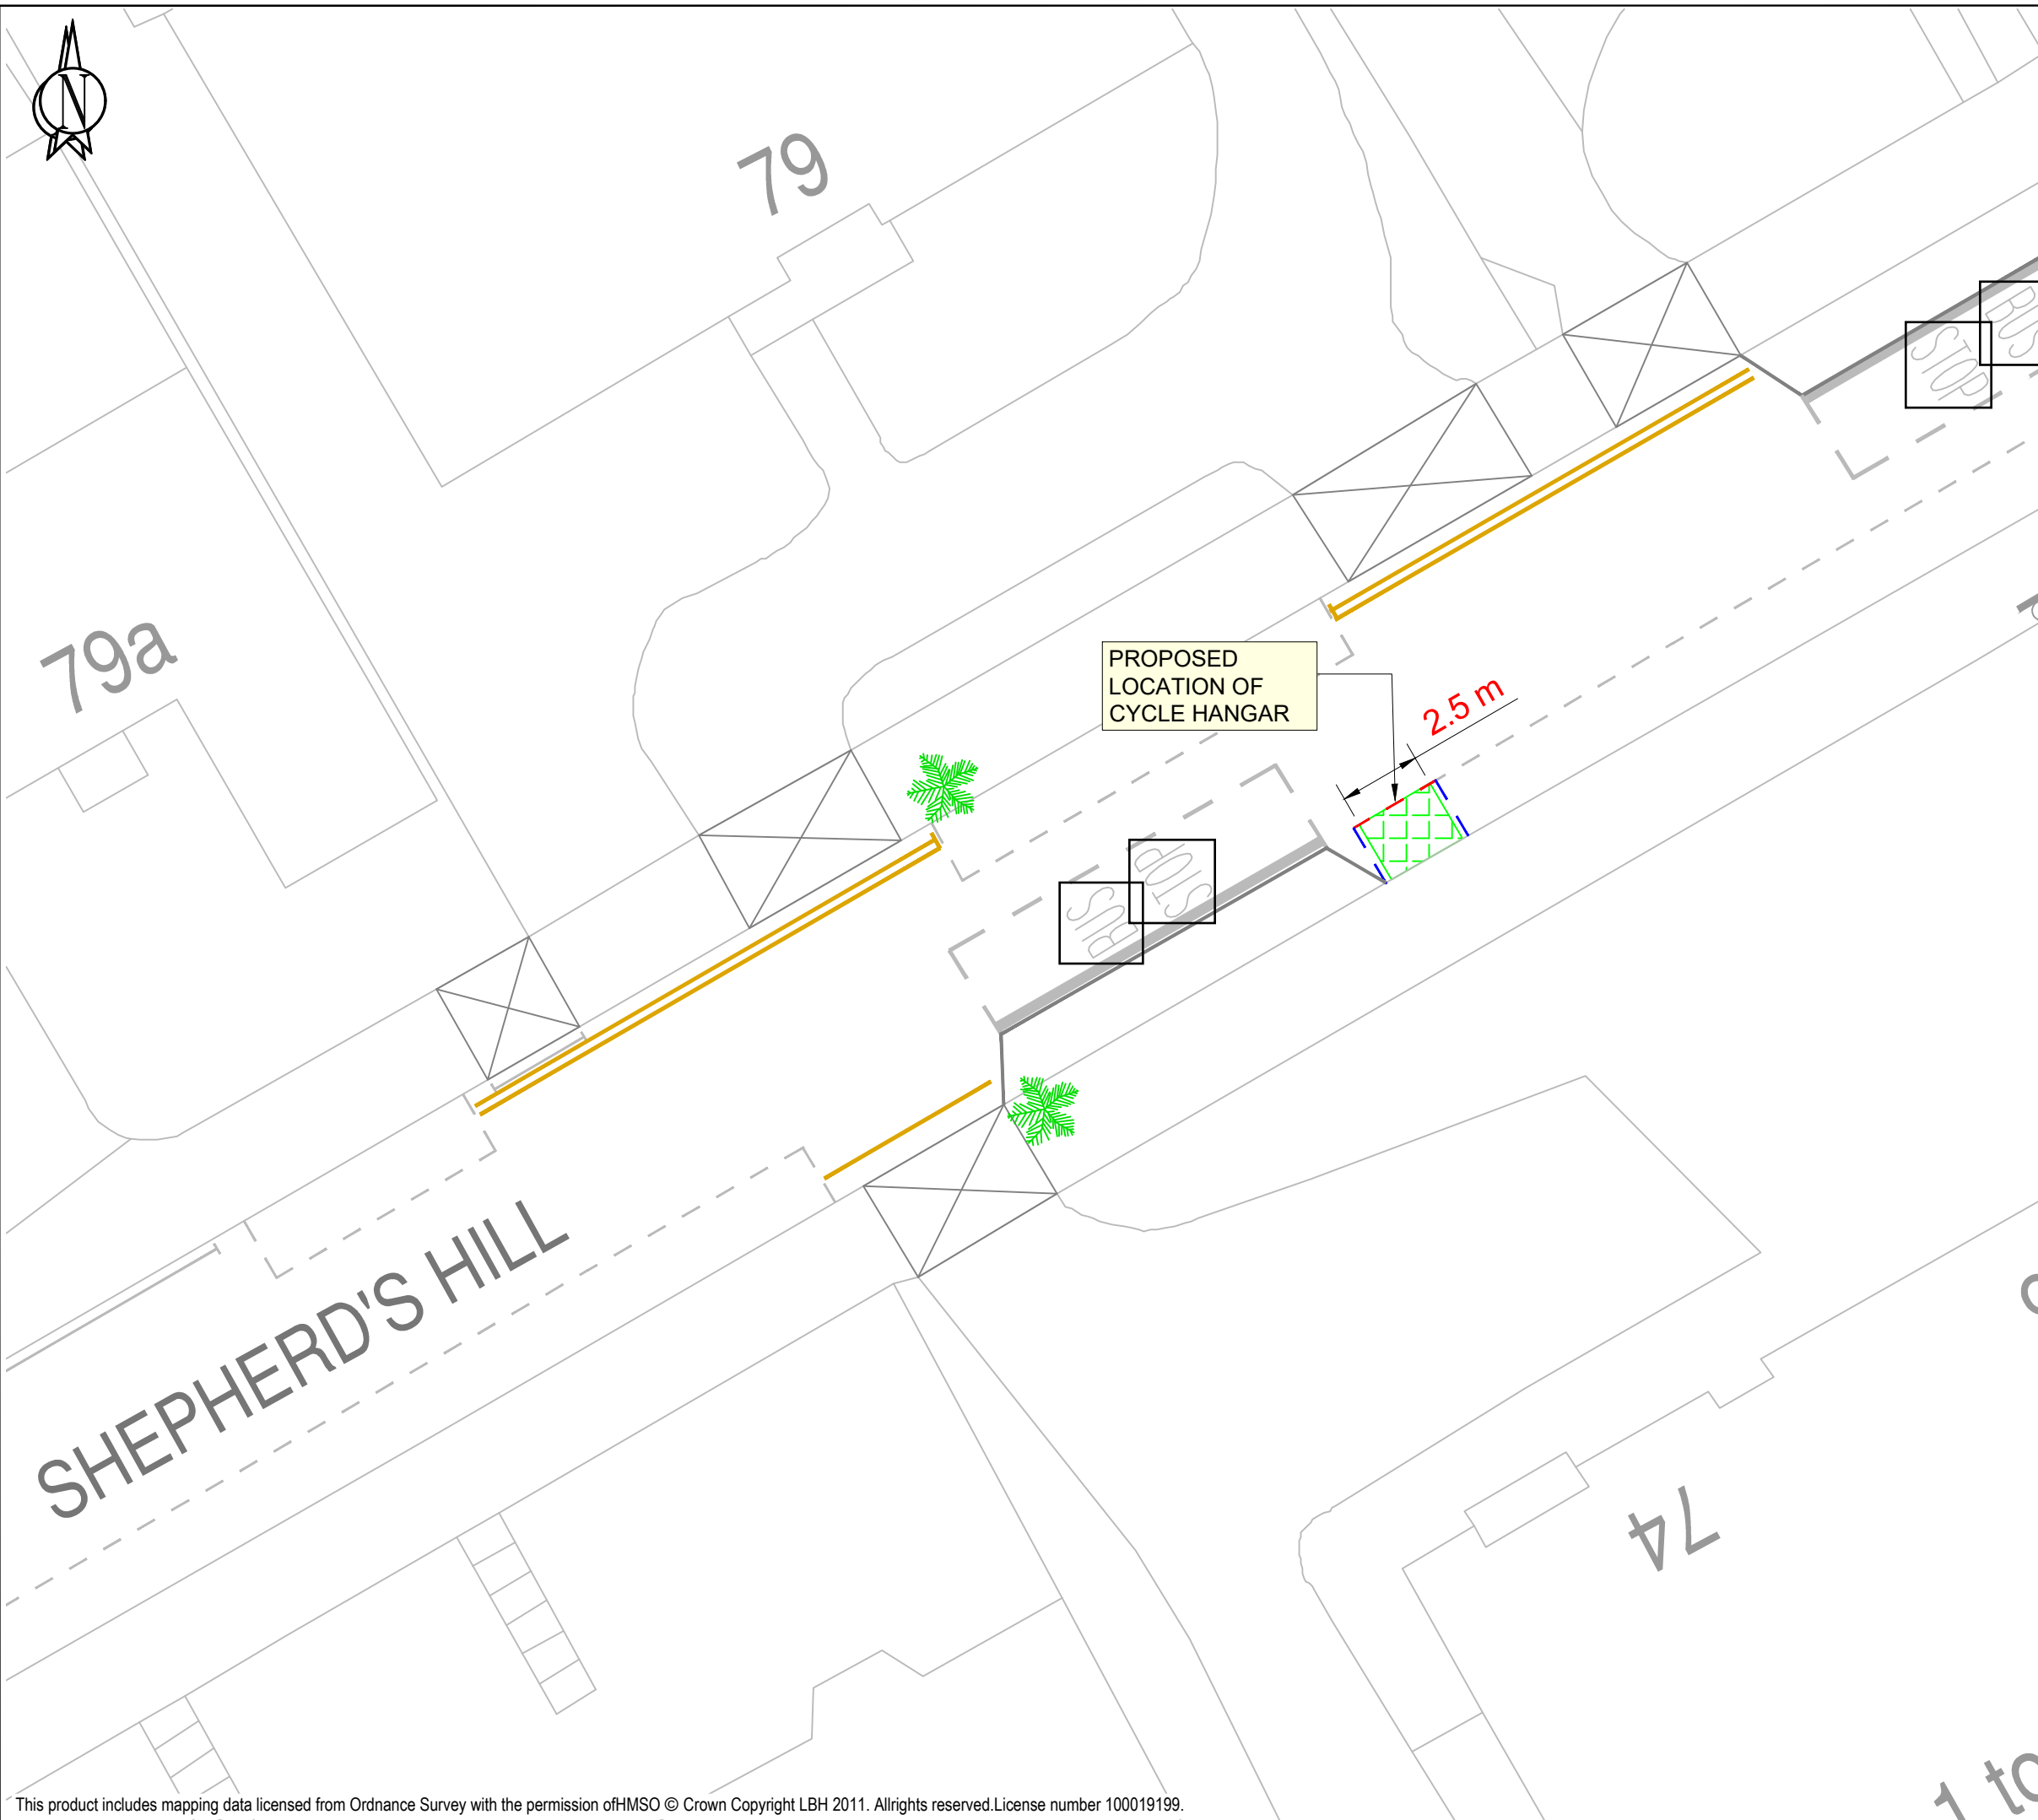 N
79
79a
BUS
STOP
PROPOSED
LOCATION OF
CYCLE HANGAR
2.5 m
BUS
STOP
SHEPHERD'S HILL
74
1 to
This product includes mapping data licensed from Ordnance Survey with the permission ofHMSO © Crown Copyright LBH 2011. Allrights reserved.License number 100019199.